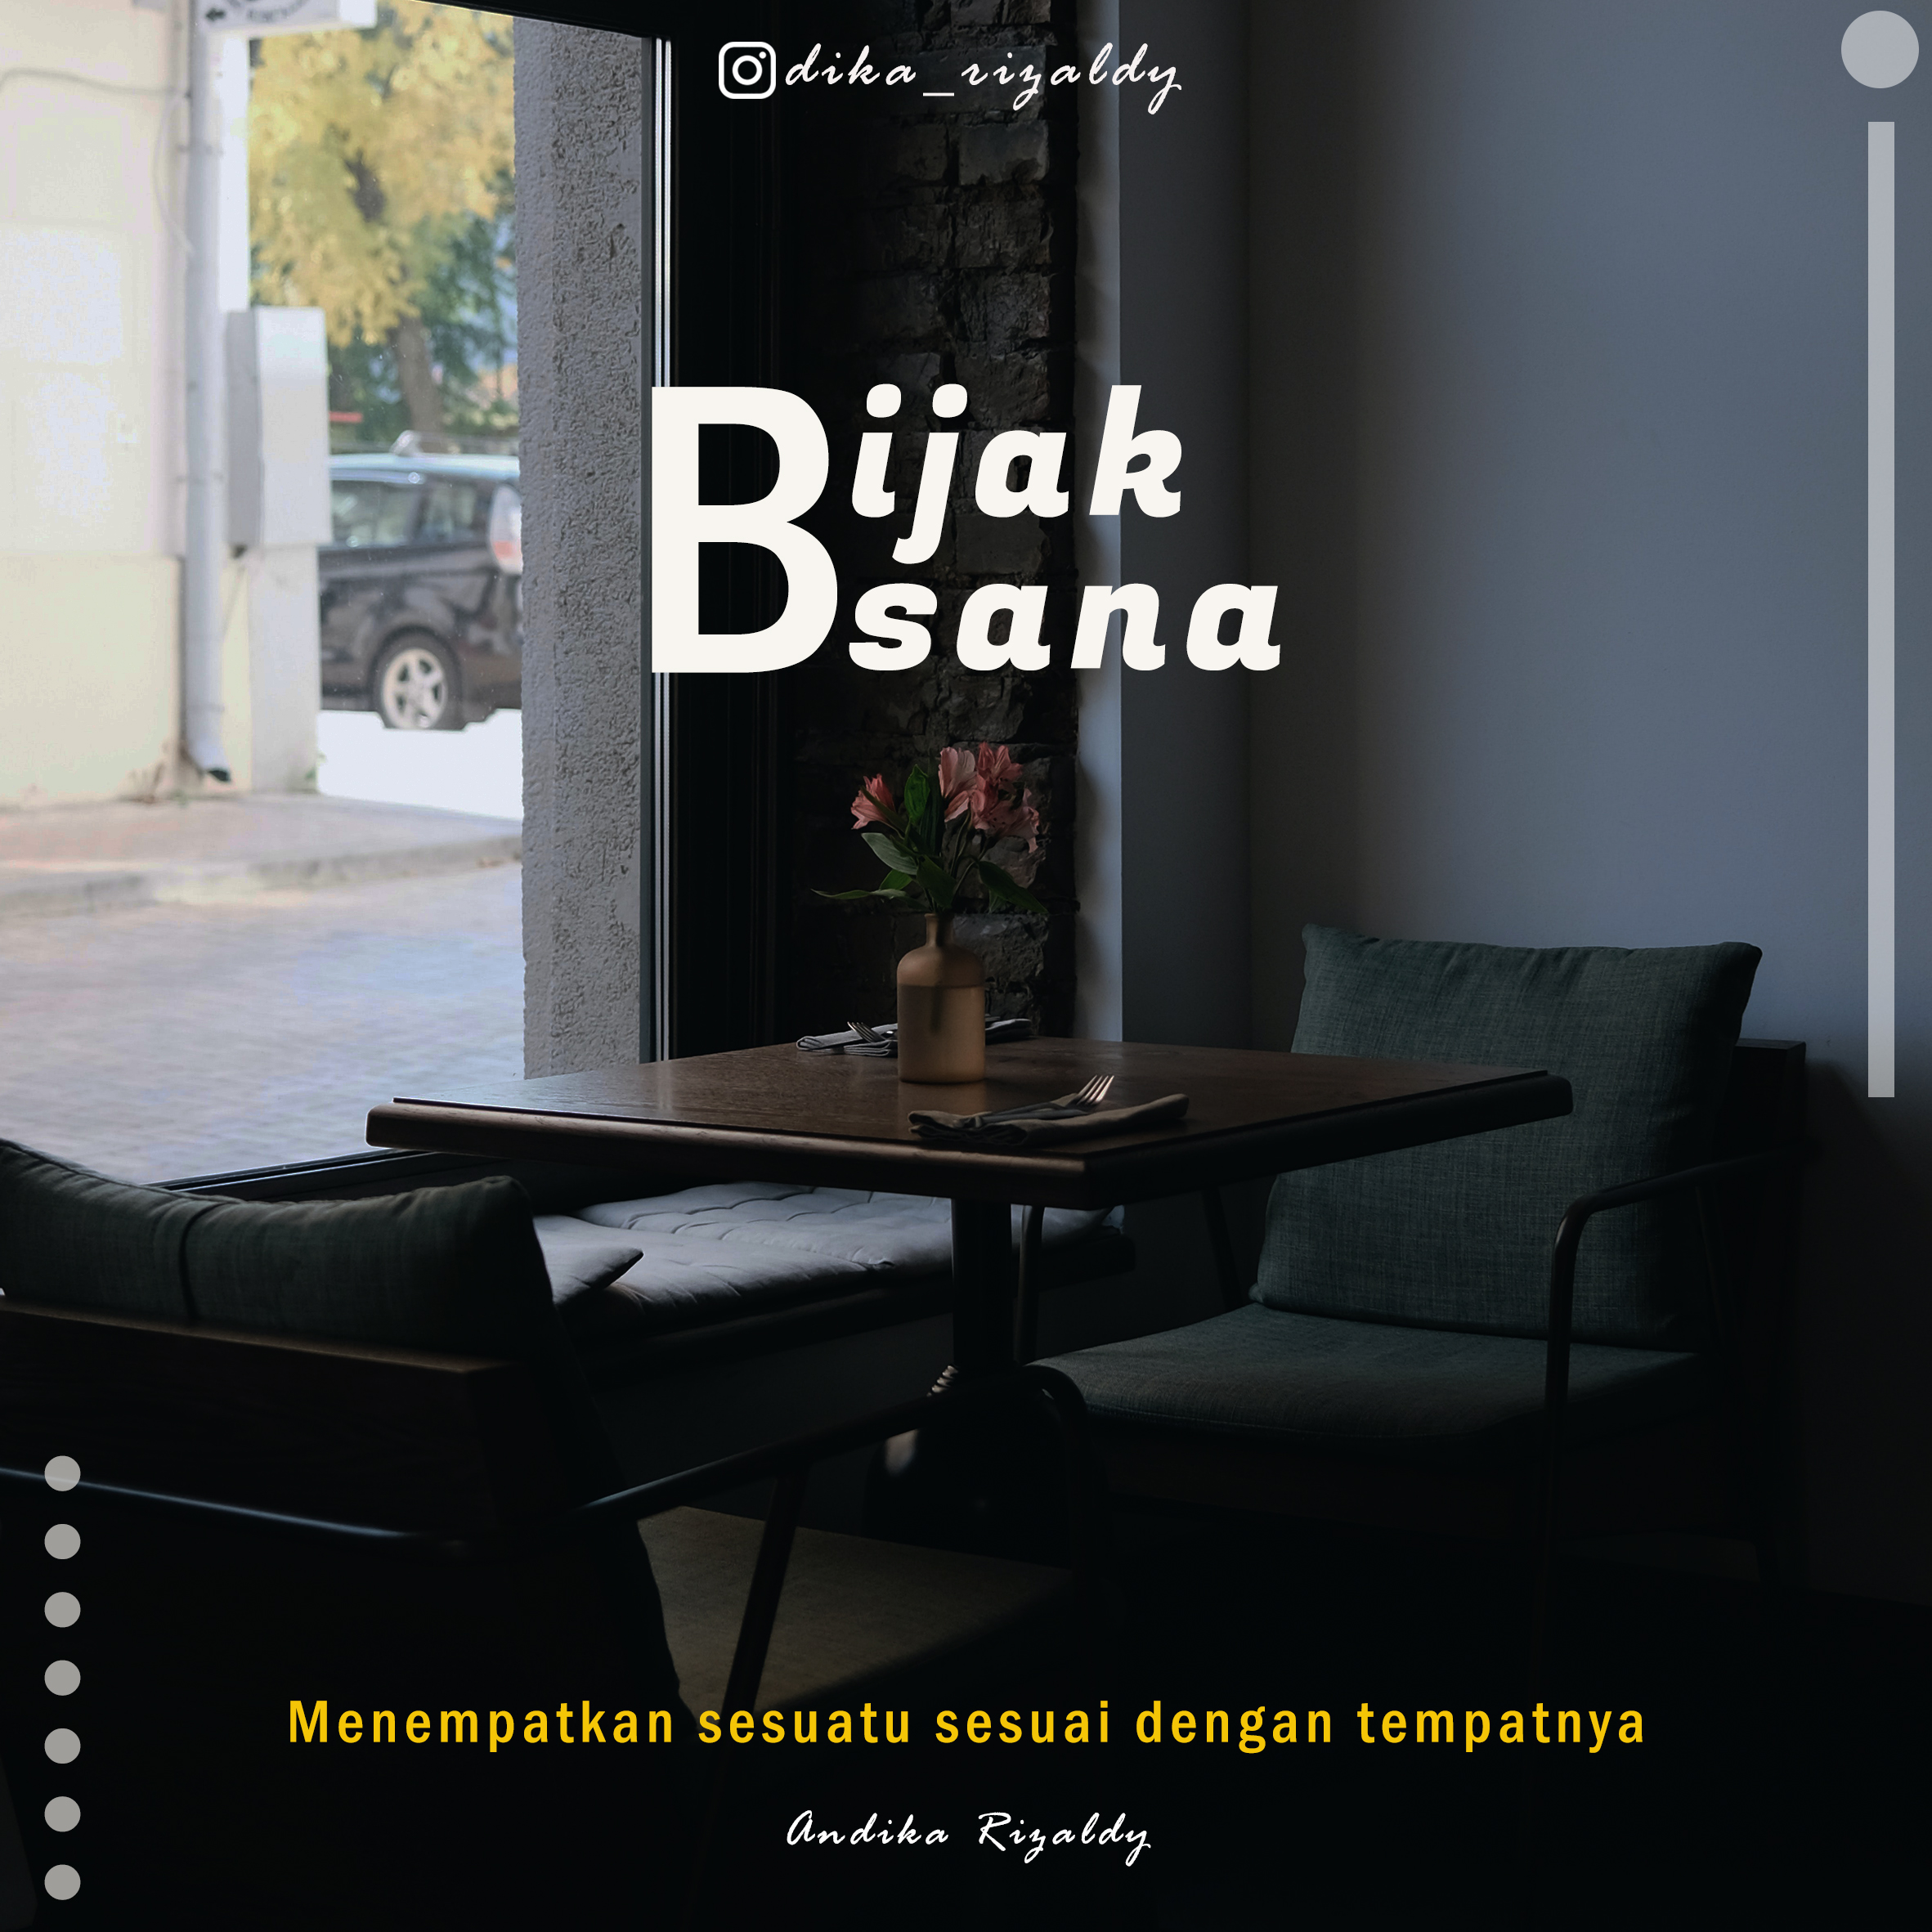 dika_rizaldy
Bijak
sana
Menempatkan sesuatu sesuai dengan tempatnya
Andika Rizaldy